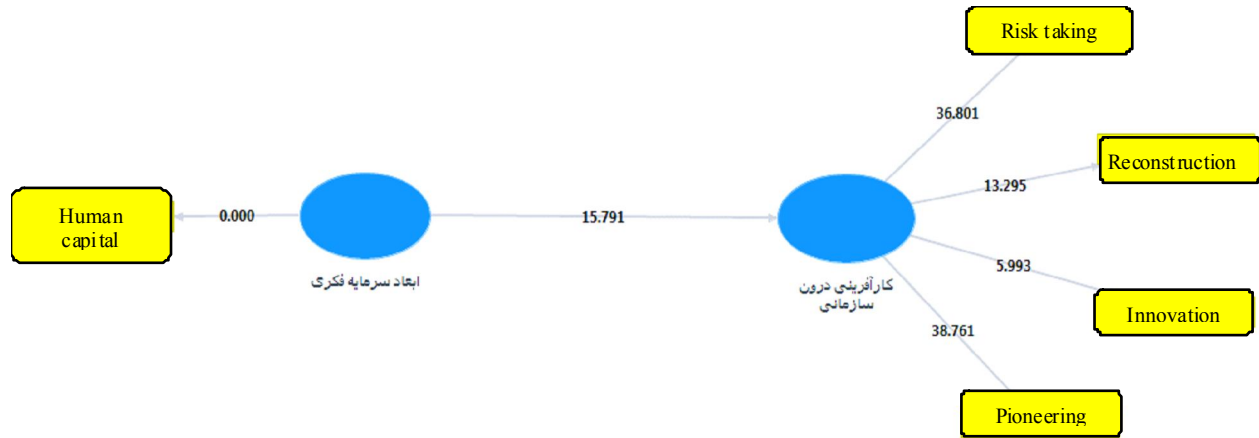 Risk taking
36.801
Reconstruction
13.295
Human
capital
0.000
15.791
5.993
ابعاد سرمایه فکری
کارآفرینی درون
سازمانی
Innovation
38.761
Pioneering